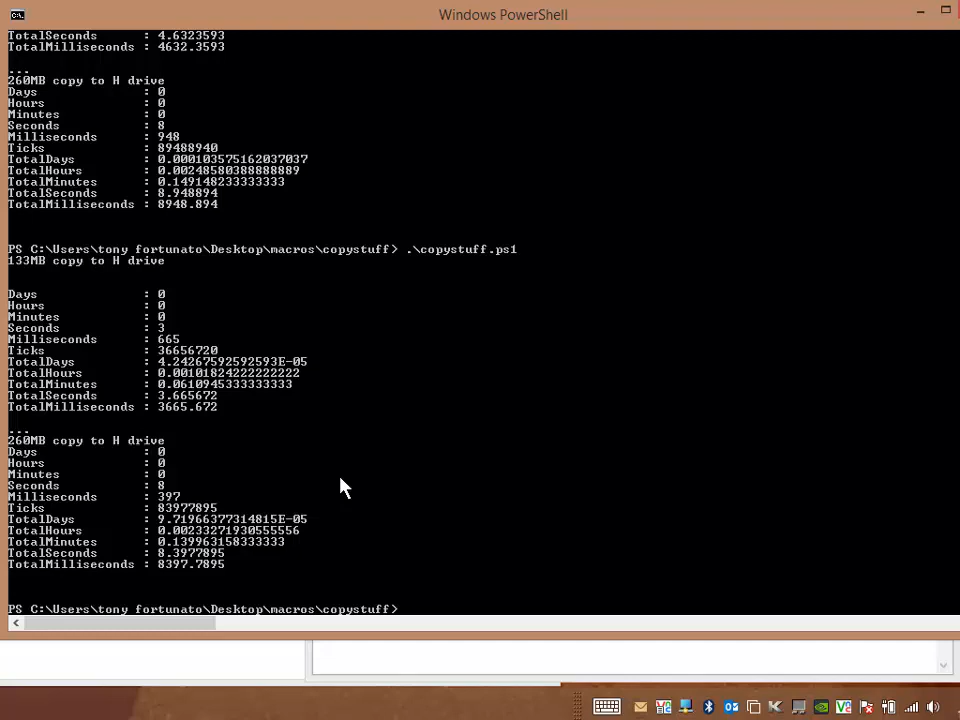 Windows PowerShell
TotalSeconds : 4.6323593
TotalMilliseconds : 4632.3593
...
260MB copy to H drive
Days : 0
Hours : 0
Minutes : 0
Seconds : 8
Milliseconds : 948
Ticks : 89488940
TotalDays : 0.000103575162037037
TotalHours : 0.00248580388888889
TotalMinutes : 0.149148233333333
TotalSeconds : 8.948894
TotalMilliseconds : 8948.894
PS C:\Users\tony fortunato\Desktop\macros\copystuff> .\copystuff.ps1
133MB copy to H drive
Days : 0
Hours : 0
Minutes : 0
Seconds : 3
Milliseconds : 665
Ticks : 36656720
TotalDays : 4.24267592592593E-05
TotalHours : 0.00101824222222222
TotalMinutes : 0.0610945333333333
TotalSeconds : 3.665672
TotalMilliseconds : 3665.672
...
260MB copy to H drive
Days : 0
Hours : 0
Minutes : 0
Seconds : 8
Milliseconds : 397
Ticks : 83977895
TotalDays : 9.71966377314815E-05
TotalHours : 0.00233271930555556
TotalMinutes : 0.139963158333333
TotalSeconds : 8.3977895
TotalMilliseconds : 8397.7895
PS C:\Users\tony fortunato\Desktop\macros\copystuff>